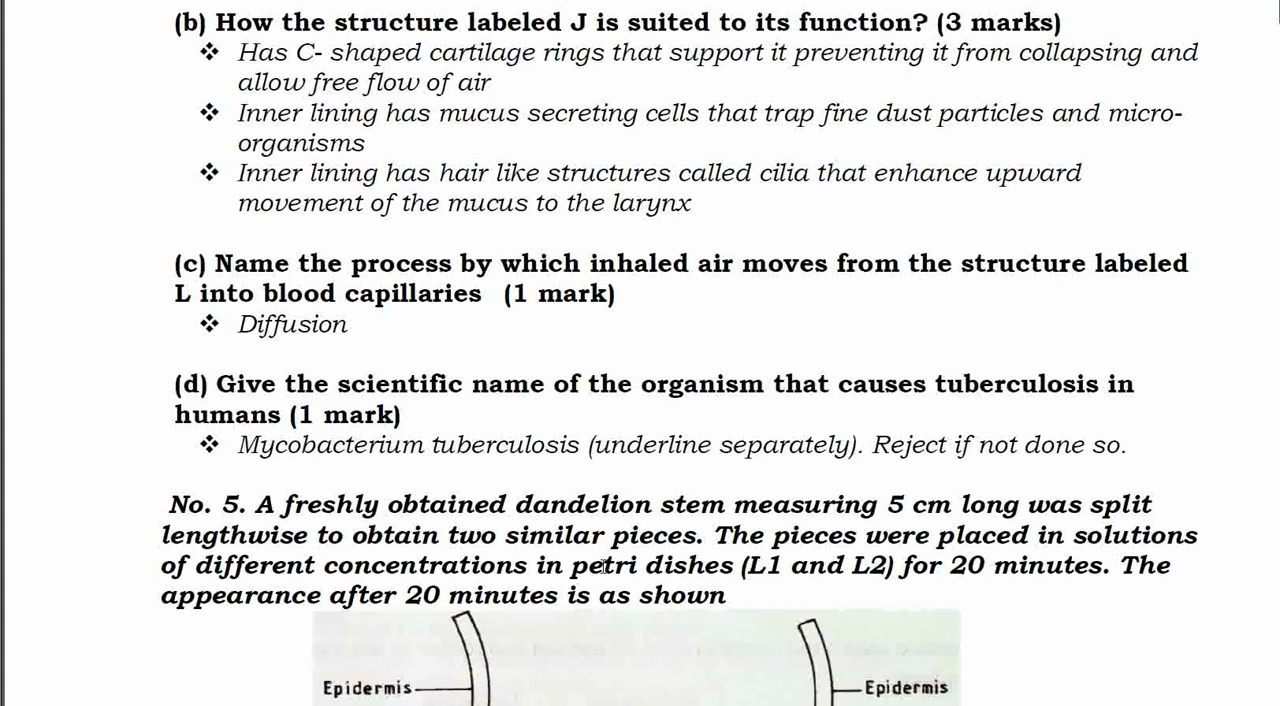 (b) How the structure labeled J is suited to its function? (3 marks)
❖ Has C- shaped cartilage rings that support it preventing it from collapsing and
allow free flow of air
❖ Inner lining has mucus secreting cells that trap fine dust particles and micro-
organisms
❖ Inner lining has hair like structures called cilia that enhance upward
movement of the mucus to the larynx
(c) Name the process by which inhaled air moves from the structure labeled
L into blood capillaries (1 mark)
❖ Diffusion
(d) Give the scientific name of the organism that causes tuberculosis in
humans (1 mark)
❖ Mycobacterium tuberculosis (underline separately). Reject if not done so.
No. 5. A freshly obtained dandelion stem measuring 5 cm long was split
lengthwise to obtain two similar pieces. The pieces were placed in solutions
of different concentrations in petri dishes (L1 and L2) for 20 minutes. The
appearance after 20 minutes is as shown
Epidermis
Epidermis